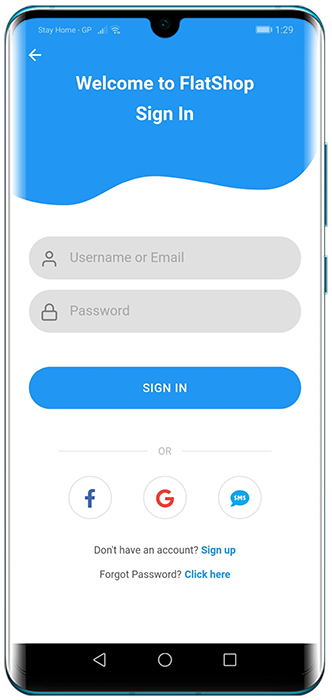 Stay Home - GP 1:29
Welcome to FlatShop
Sign In
Username or Email
Password
SIGN IN
OR
f G SMS
Don't have an account? Sign up
Forgot Password? Click here